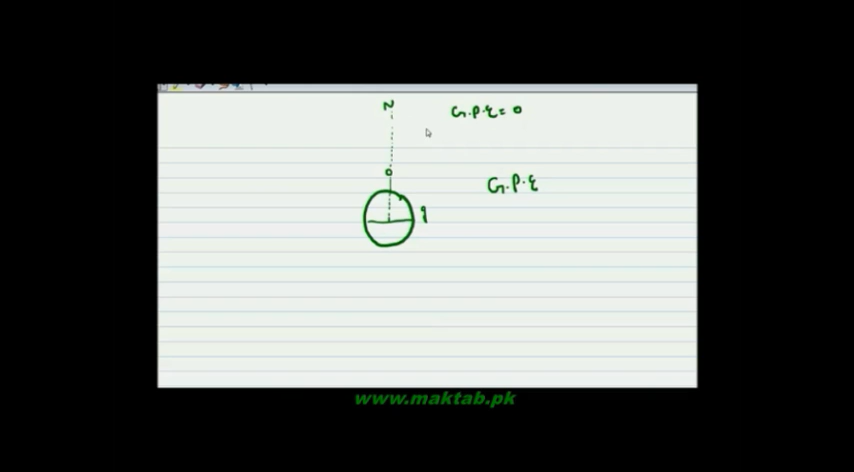 N
G.P.E = 0
O
G.P.E
www.maktab.pk